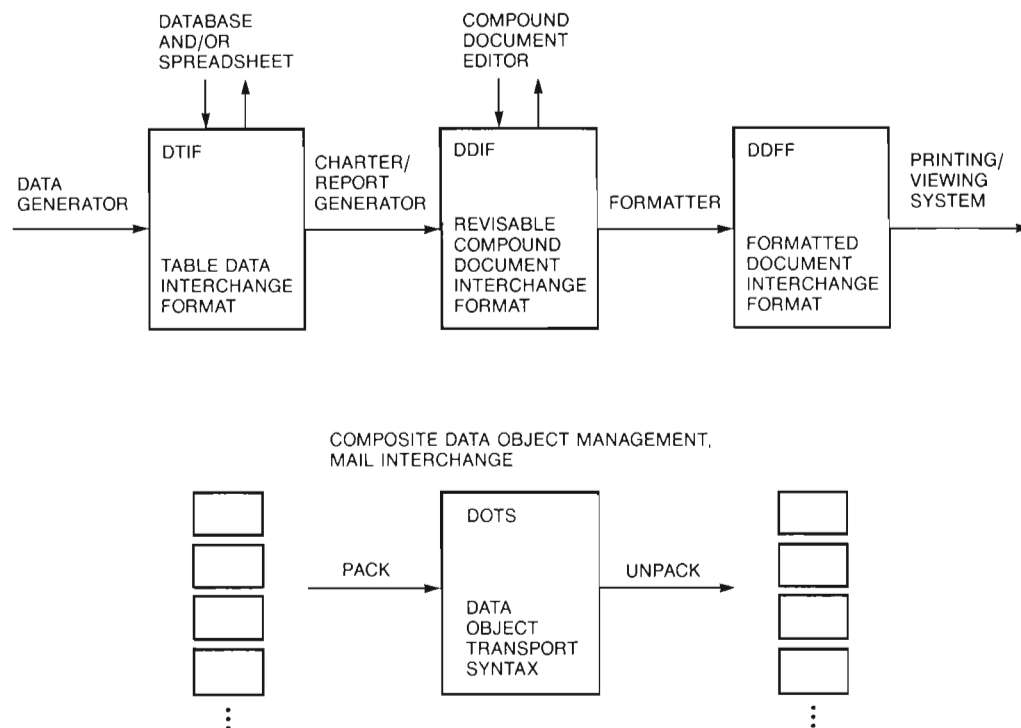 DATABASE
AND/OR
SPREADSHEET
COMPOUND
DOCUMENT
EDITOR
DATA
GENERATOR
DTIF
TABLE DATA
INTERCHANGE
FORMAT
CHARTER/
REPORT
GENERATOR
DDIF
REVISABLE
COMPOUND
DOCUMENT
INTERCHANGE
FORMAT
FORMATTER
DDFF
FORMATTED
DOCUMENT
INTERCHANGE
FORMAT
PRINTING/
VIEWING
SYSTEM
COMPOSITE DATA OBJECT MANAGEMENT,
MAIL INTERCHANGE
PACK
DOTS
DATA
OBJECT
TRANSPORT
SYNTAX
UNPACK